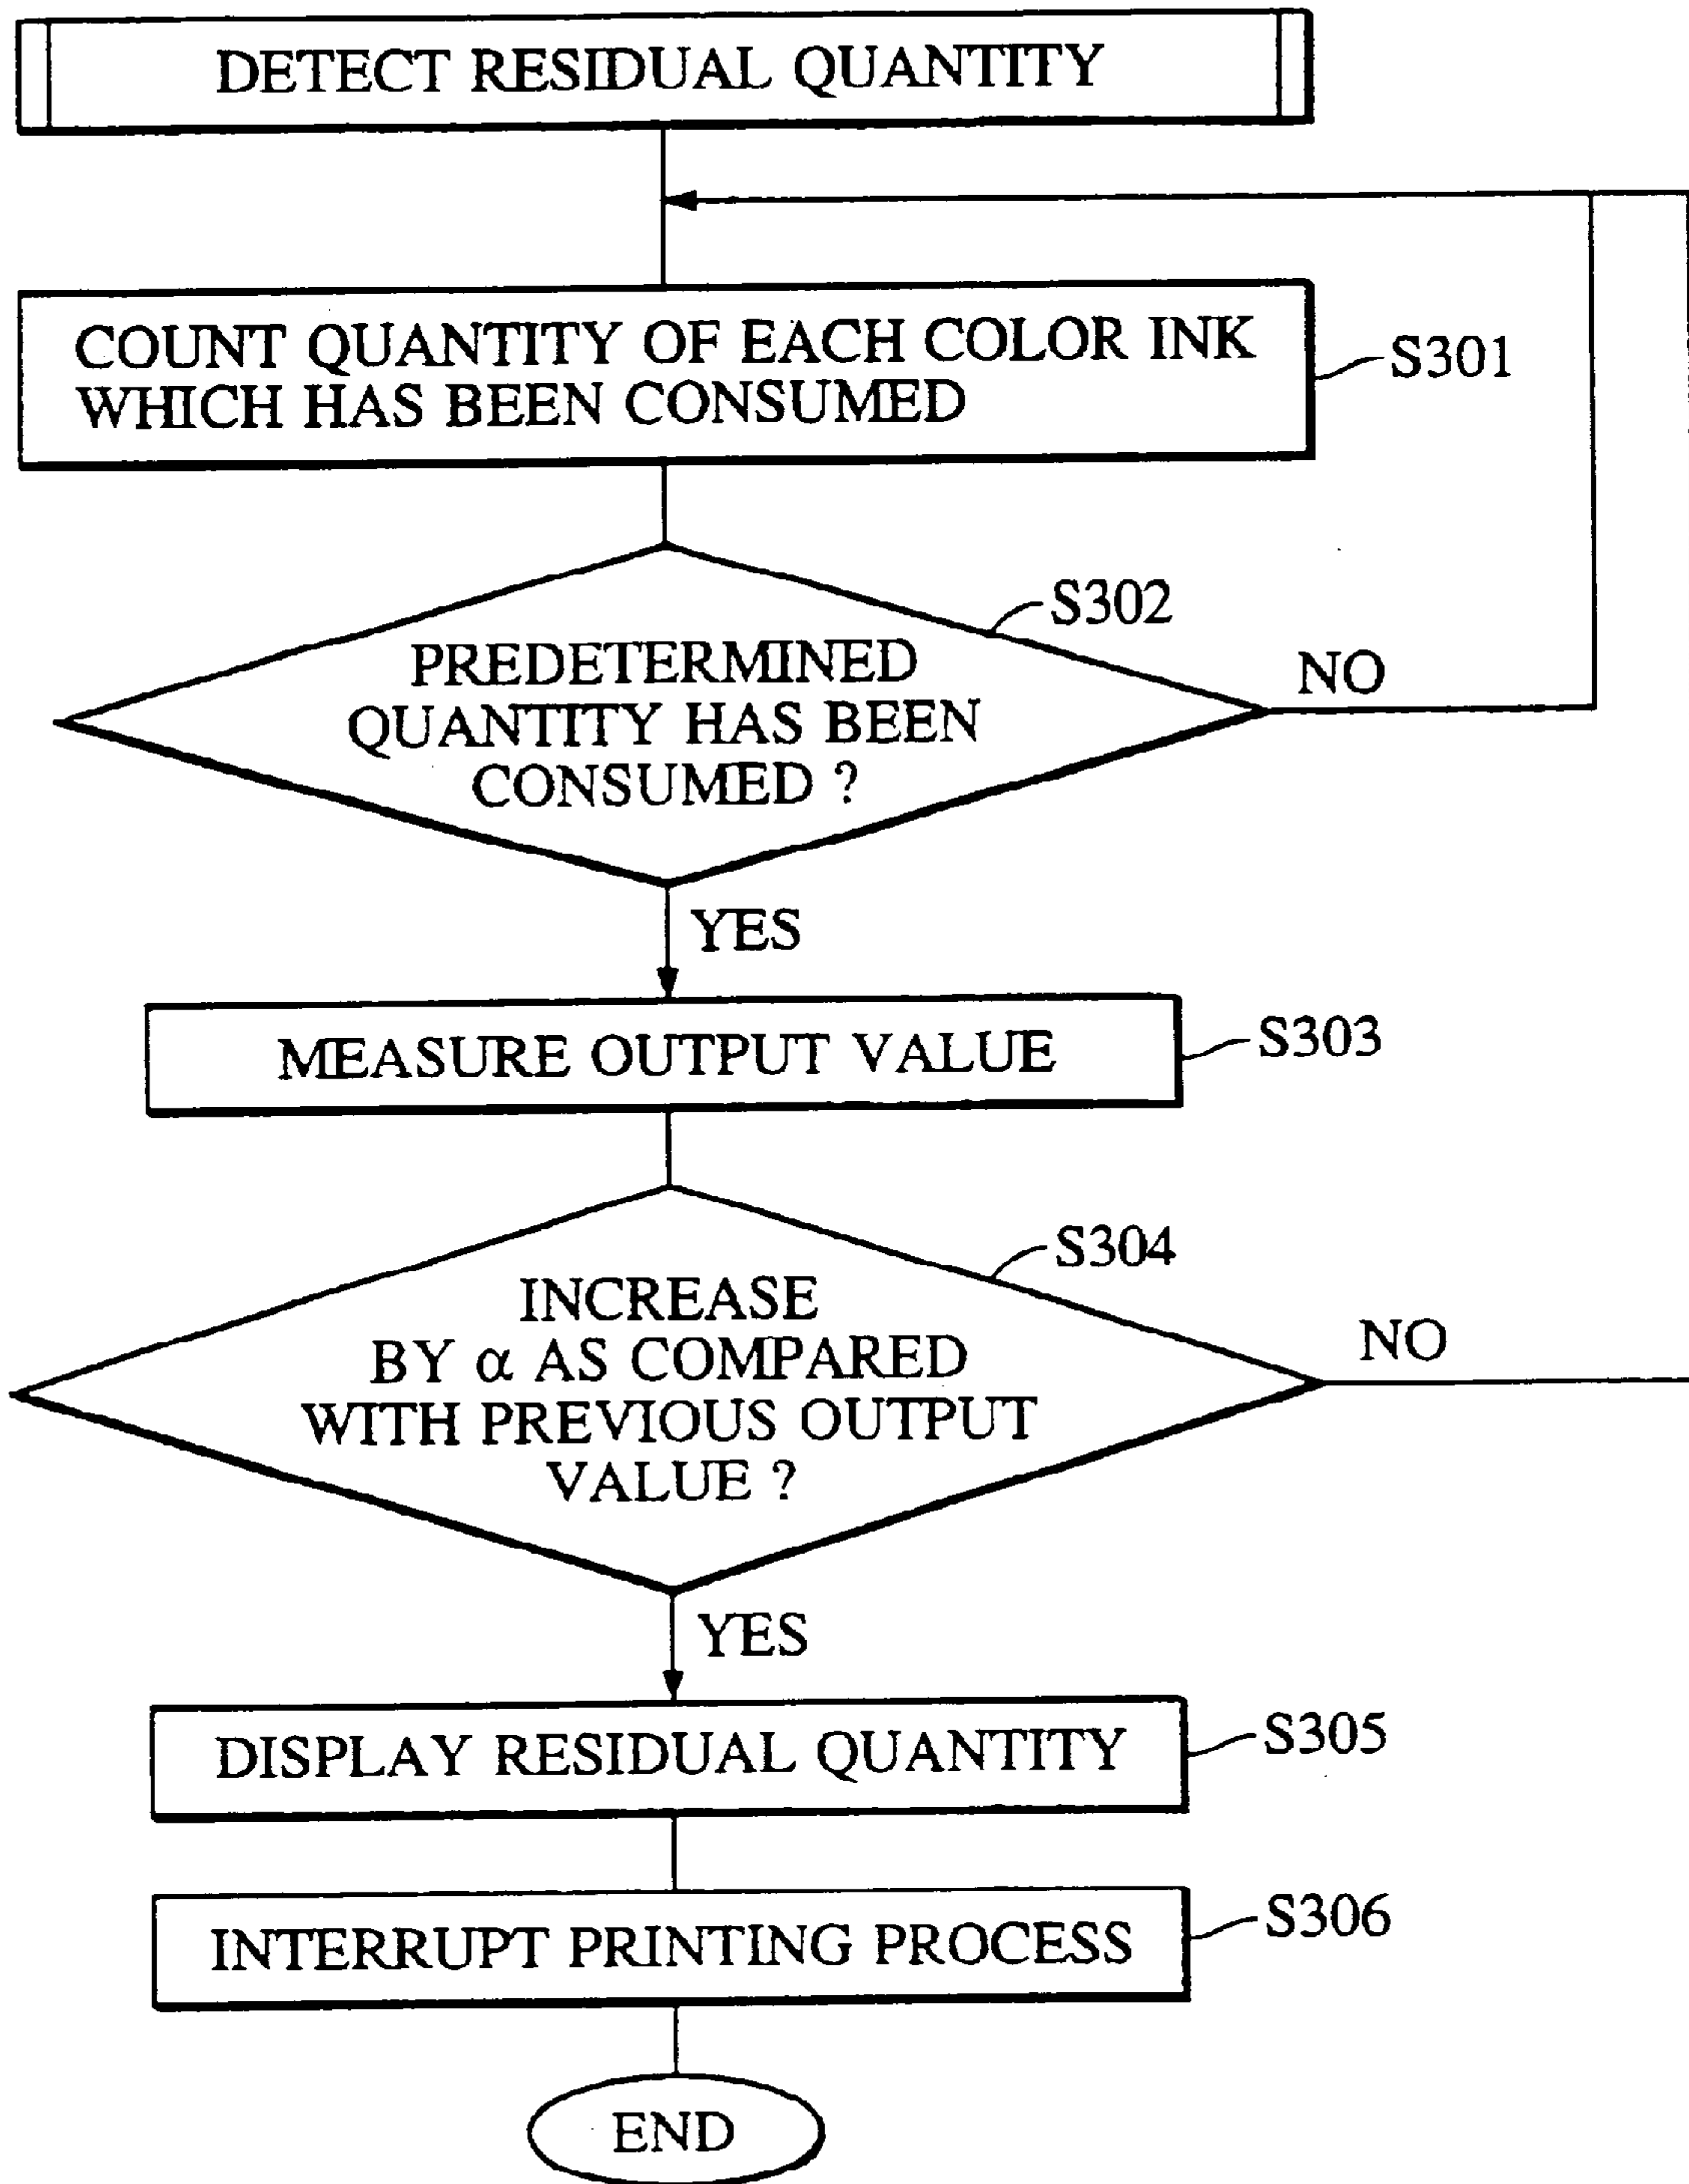 DETECT RESIDUAL QUANTITY
COUNT QUANTITY OF EACH COLOR INK
WHICH HAS BEEN CONSUMED
S301
S302
PREDETERMINED
QUANTITY HAS BEEN
CONSUMED ?
NO
YES
MEASURE OUTPUT VALUE
S303
S304
INCREASE
BY α AS COMPARED
WITH PREVIOUS OUTPUT
VALUE ?
NO
YES
DISPLAY RESIDUAL QUANTITY
S305
INTERRUPT PRINTING PROCESS
S306
END